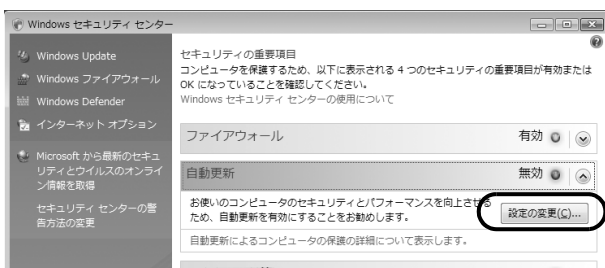 Windows セキュリティ センター
Windows Update
Windows ファイアウォール
Windows Defender
インターネット オプション
Microsoft から最新のセキュ
リティとウイルスのオンライ
ン情報を取得
セキュリティ センターの警
告方法の変更
セキュリティの重要項目
コンピュータを保護するため、以下に表示される 4 つのセキュリティの重要項目が有効または
OK になっていることを確認してください。
Windows セキュリティ センターの使用について
ファイアウォール 有効
自動更新 無効
お使いのコンピュータのセキュリティとパフォーマンスを向上させる
ため、自動更新を有効にすることをお勧めします。
設定の変更(C)...
自動更新によるコンピュータの保護の詳細について表示します。